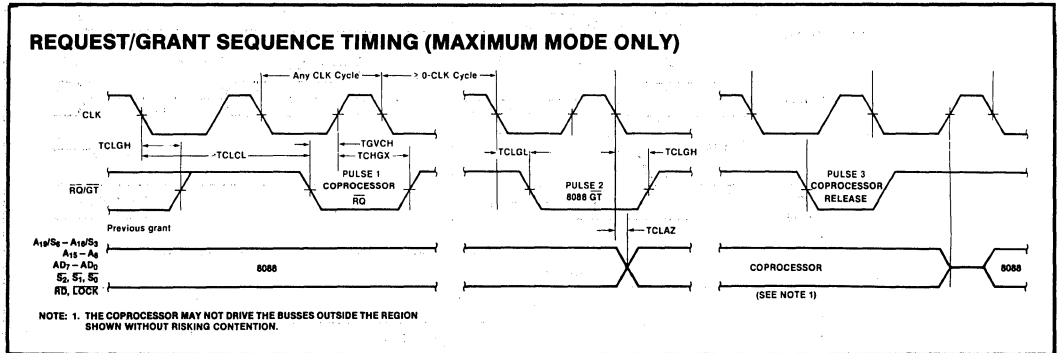 REQUEST/GRANT SEQUENCE TIMING (MAXIMUM MODE ONLY)
Any CLK Cycle
≥ 0-CLK Cycle
CLK
TCLGH
TCLCL
TGVCH
TCHGX
TCLGL
TCLGH
RQ/GT
PULSE 1
COPROCESSOR
RQ
PULSE 2
8088 GT
PULSE 3
COPROCESSOR
RELEASE
Previous grant
TCLAZ
A19/S6 – A16/S3
A15 – A8
AD7 – AD0
S2, S1, S0
RD, LOCK
8088
COPROCESSOR
8088
(SEE NOTE 1)
NOTE: 1. THE COPROCESSOR MAY NOT DRIVE THE BUSSES OUTSIDE THE REGION
SHOWN WITHOUT RISKING CONTENTION.